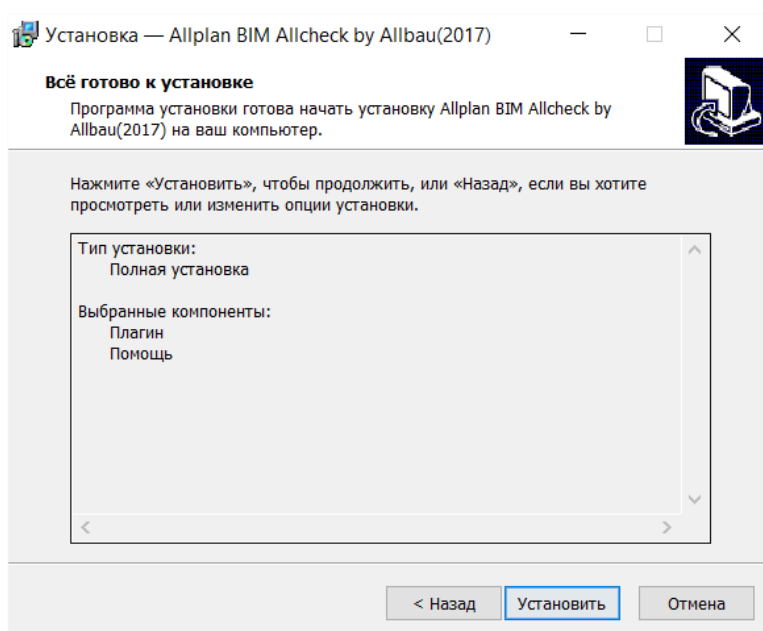 Установка — Allplan BIM Allcheck by Allbau(2017)
Всё готово к установке
Программа установки готова начать установку Allplan BIM Allcheck by
Allbau(2017) на ваш компьютер.
Нажмите «Установить», чтобы продолжить, или «Назад», если вы хотите
просмотреть или изменить опции установки.
Тип установки:
Полная установка
Выбранные компоненты:
Плагин
Помощь
< Назад
Установить
Отмена